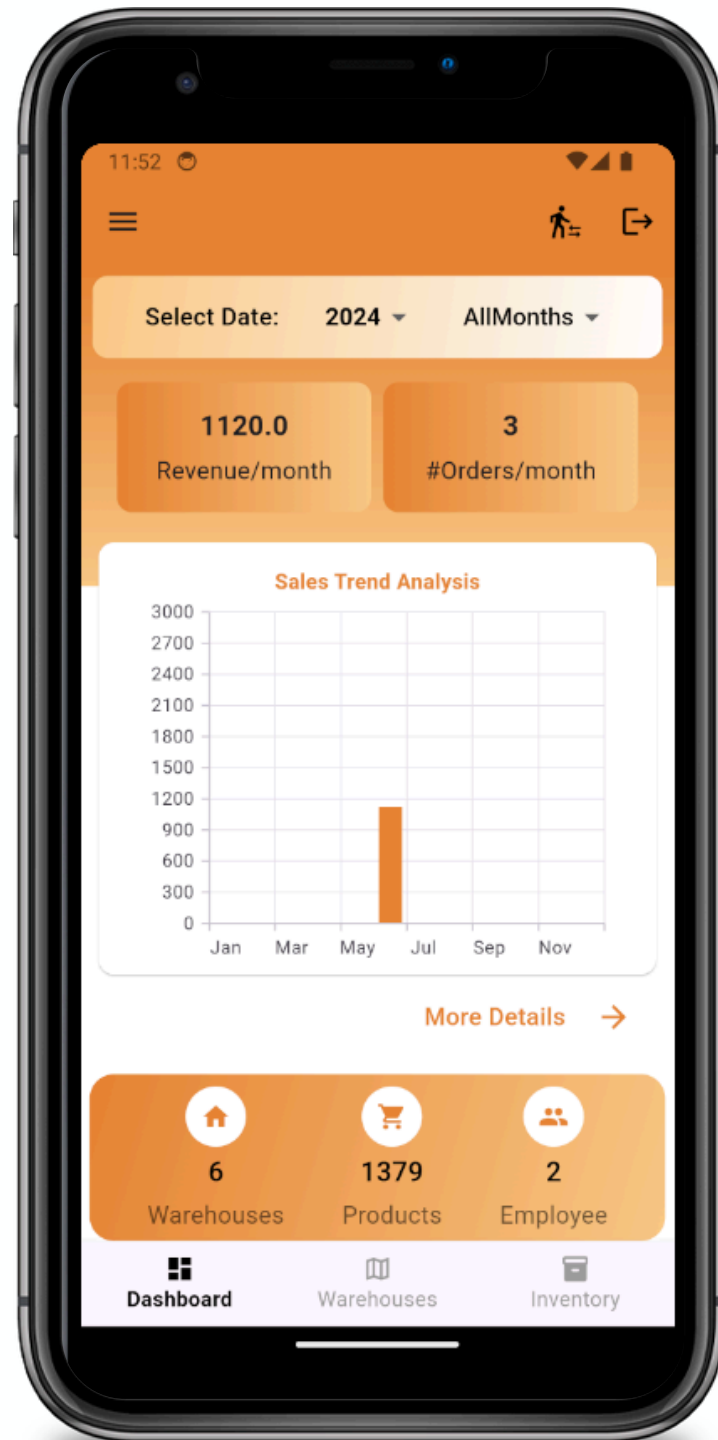 11:52
Select Date: 2024 AllMonths
1120.0 3
Revenue/month #Orders/month
Sales Trend Analysis
3000
2700
2400
2100
1800
1500
1200
900
600
300
0
Jan Mar May Jul Sep Nov
More Details
6 1379 2
Warehouses Products Employee
Dashboard Warehouses Inventory